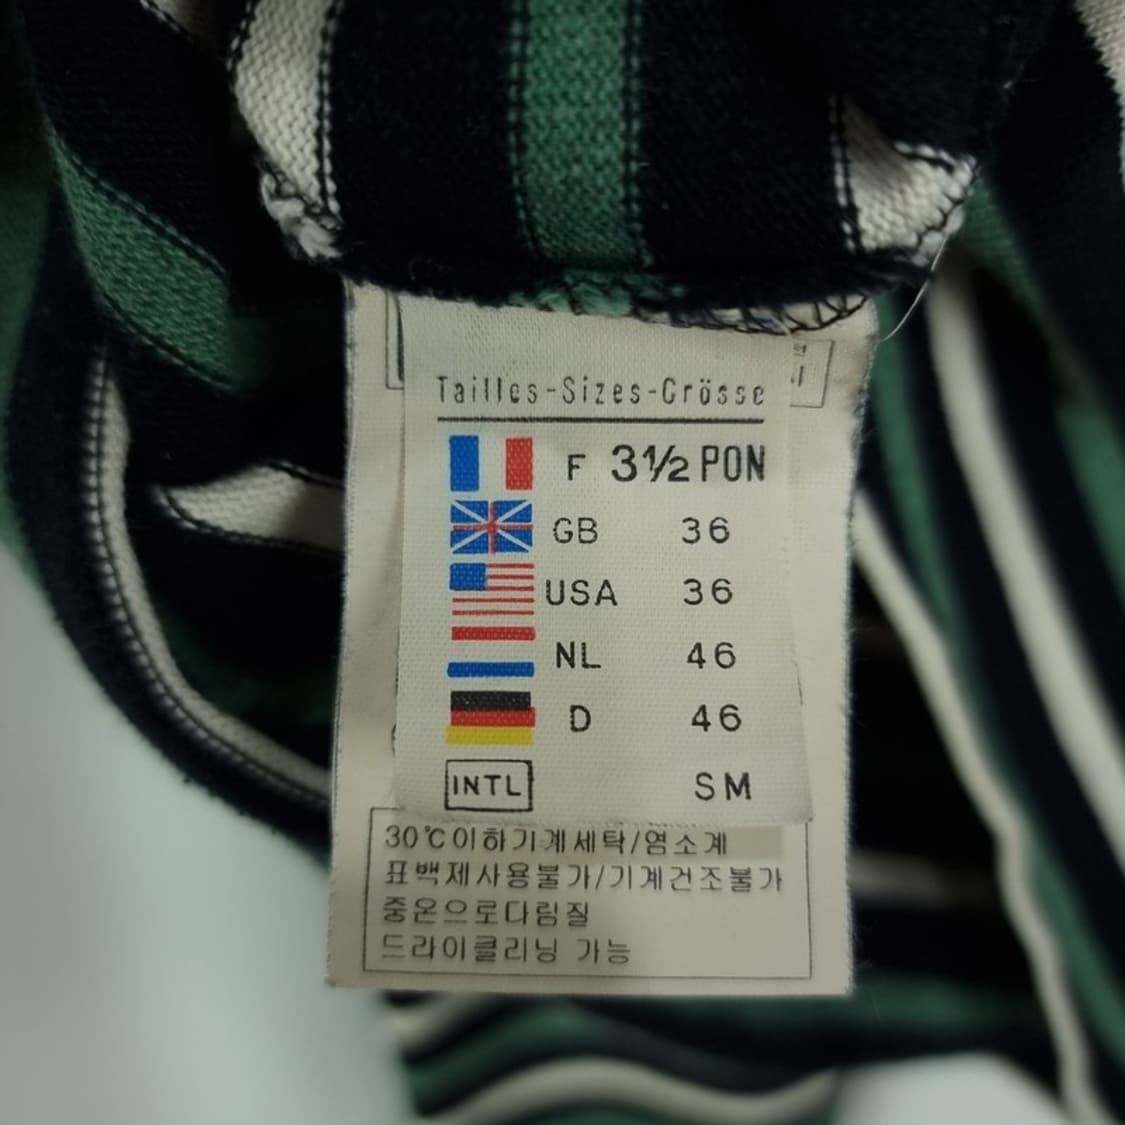 Tailles-Sizes-Grösse
F 3½ PON
GB 36
USA 36
NL 46
D 46
INTL SM
30℃이하기계세탁/염소계
표백제사용불가/기계건조불가
중온으로다림질
드라이클리닝 가능